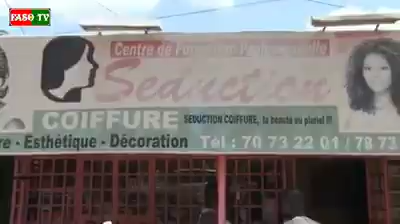 FASO TV
Centre de Formation Professionnelle
Seduction
COIFFURE
SEDUCTION COIFFURE, la beauté au pluriel !!!
re - Esthétique - Décoration
Tél : 70 73 22 01 / 78 73